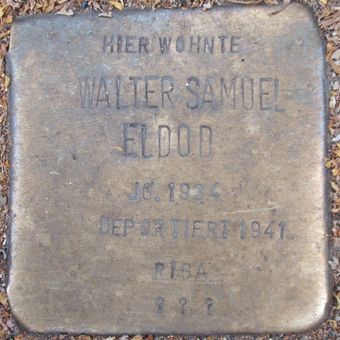 HIER WOHNTE
WALTER SAMUEL
ELDOD
JG. 1934
DEPORTIERT 1941
RIGA
? ? ?